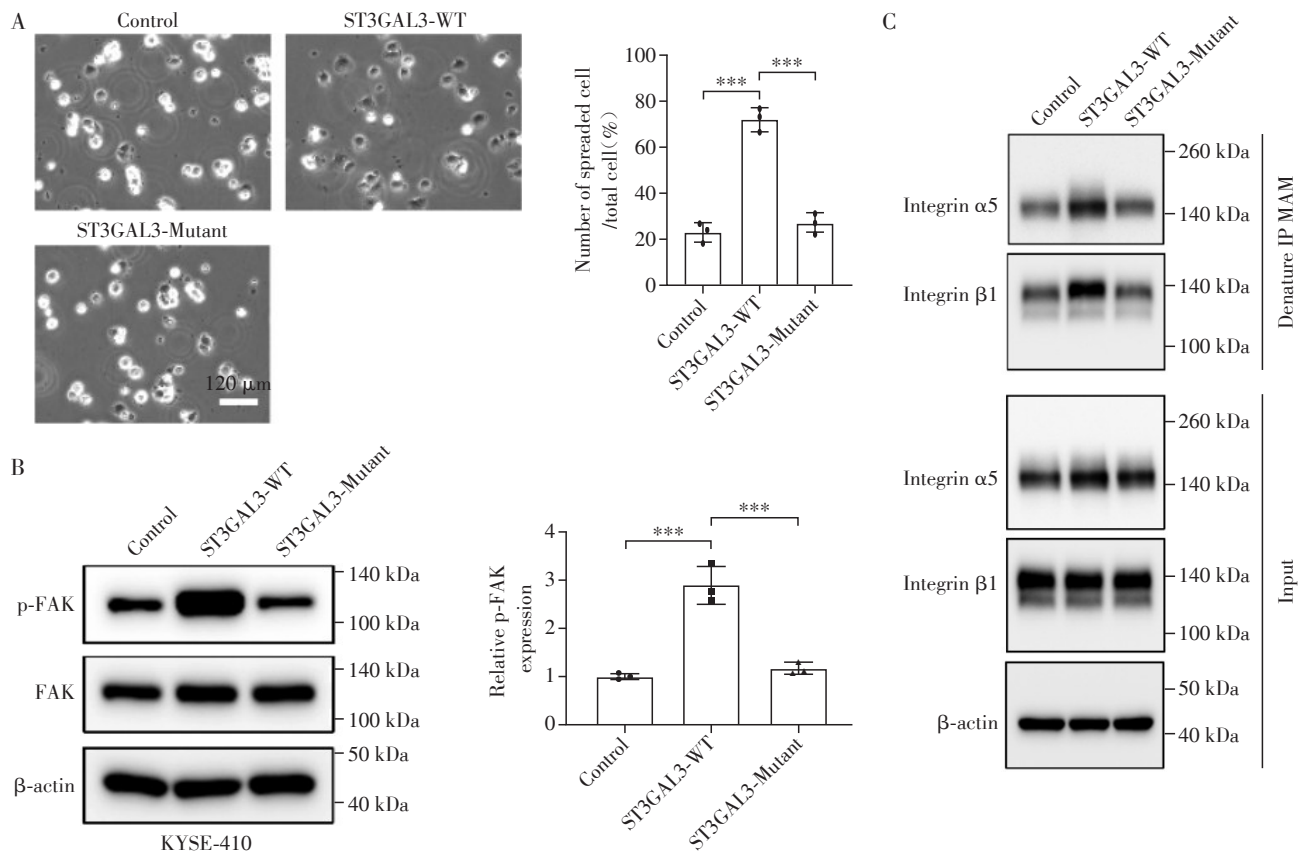 A
Control
ST3GAL3-WT
ST3GAL3-Mutant
120 μm
Number of spreaded cell
/total cell(%)
100
80
60
40
20
0
***
***
Control
ST3GAL3-WT
ST3GAL3-Mutant
B
Control
ST3GAL3-WT
ST3GAL3-Mutant
p-FAK
140 kDa
100 kDa
FAK
140 kDa
100 kDa
β-actin
50 kDa
40 kDa
KYSE-410
Relative p-FAK
expression
4
3
2
1
0
***
***
Control
ST3GAL3-WT
ST3GAL3-Mutant
C
Control
ST3GAL3-WT
ST3GAL3-Mutant
Integrin α5
260 kDa
140 kDa
Integrin β1
140 kDa
100 kDa
Denature IP MAM
Integrin α5
260 kDa
140 kDa
Integrin β1
140 kDa
100 kDa
β-actin
50 kDa
40 kDa
Input